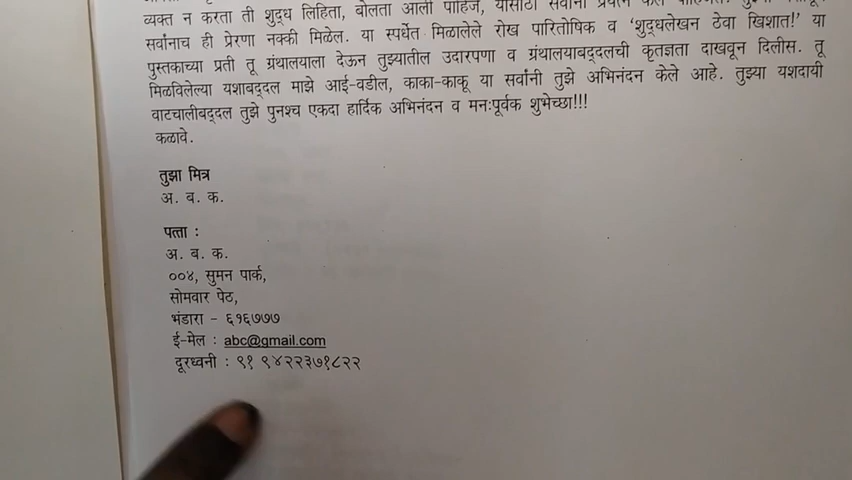 व्यक्त न करता ती शुद्ध लिहिता, बोलता आली पाहिजे, यासाठी सर्वांनी प्रयत्न केले पाहिजेत.
सर्वांनाच ही प्रेरणा नक्की मिळेल. या स्पर्धेत मिळालेले रोख पारितोषिक व ‘शुद्धलेखन ठेवा खिशात!’ या
पुस्तकाच्या प्रती तू ग्रंथालयाला देऊन तुझ्यातील उदारपणा व ग्रंथालयाबद्दलची कृतज्ञता दाखवून दिलीस. तू
मिळविलेल्या यशाबद्दल माझे आई-वडील, काका-काकू या सर्वांनी तुझे अभिनंदन केले आहे. तुझ्या यशदायी
वाटचालीबद्दल तुझे पुनश्च एकदा हार्दिक अभिनंदन व मनःपूर्वक शुभेच्छा!!!
कळावे.
तुझा मित्र
अ. ब. क.
पत्ता :
अ. ब. क.
००४, सुमन पार्क,
सोमवार पेठ,
भंडारा - ६१६७७७
ई-मेल : abc@gmail.com
दूरध्वनी : ९१ ९४२२३७१८२२